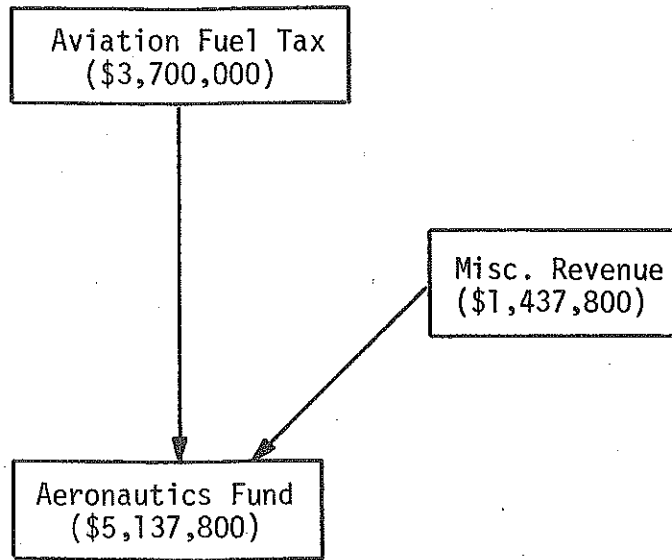 Aviation Fuel Tax
($3,700,000)
Misc. Revenue
($1,437,800)
Aeronautics Fund
($5,137,800)